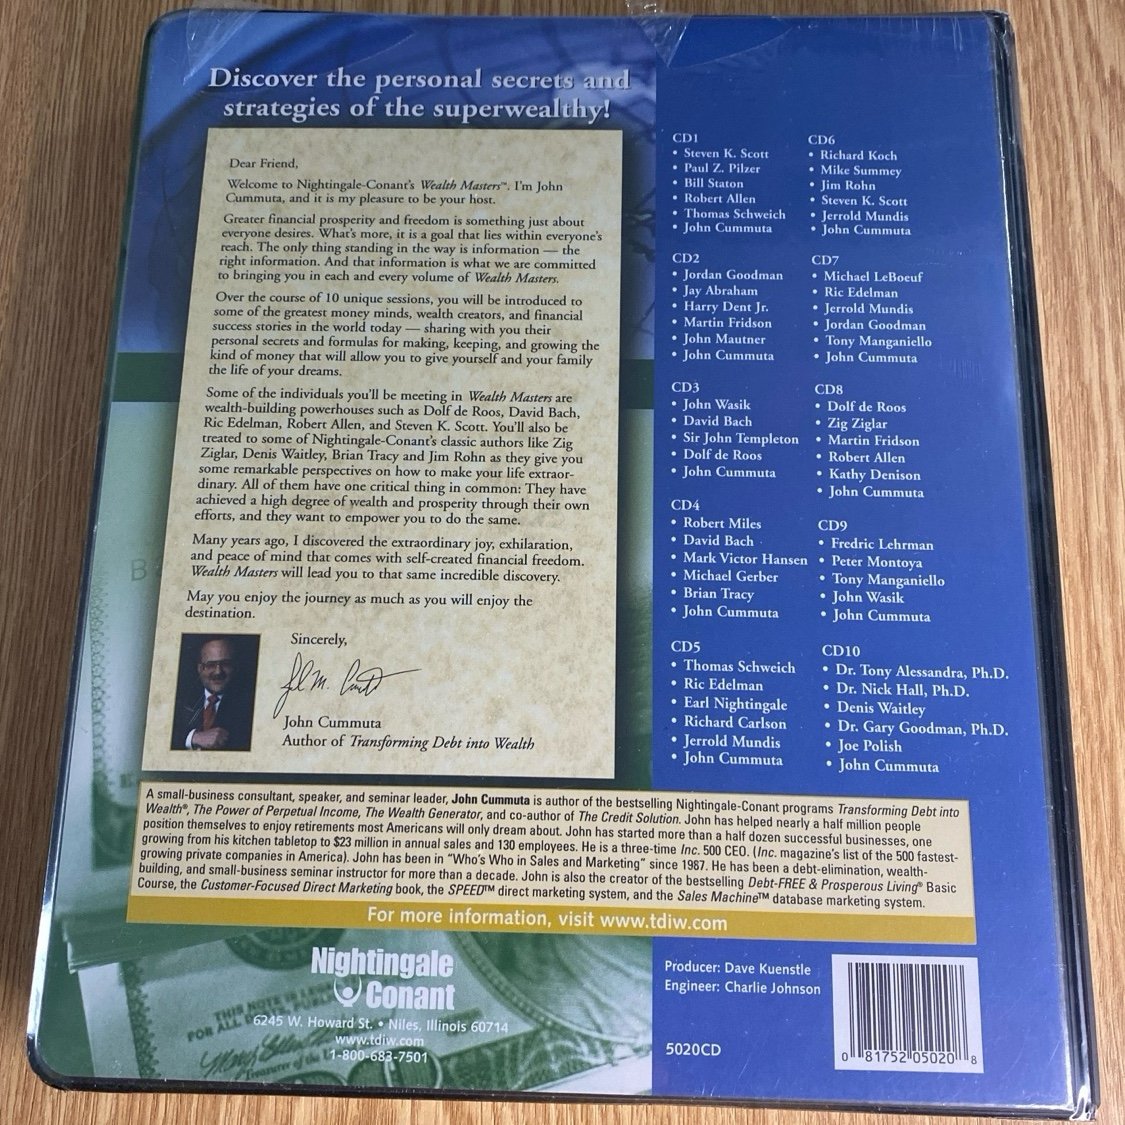 Discover the personal secrets and
strategies of the superwealthy!
Dear Friend,
Welcome to Nightingale-Conant's Wealth Masters™. I'm John
Cummuta, and it is my pleasure to be your host.
Greater financial prosperity and freedom is something just about
everyone desires. What's more, it is a goal that lies within everyone's
reach. The only thing standing in the way is information — the
right information. And that information is what we are committed
to bringing you in each and every volume of Wealth Masters.
Over the course of 10 unique sessions, you will be introduced to
some of the greatest money minds, wealth creators, and financial
success stories in the world today — sharing with you their
personal secrets and formulas for making, keeping, and growing the
kind of money that will allow you to give yourself and your family
the life of your dreams.
Some of the individuals you'll be meeting in Wealth Masters are
wealth-building powerhouses such as Dolf de Roos, David Bach,
Ric Edelman, Robert Allen, and Steven K. Scott. You'll also be
treated to some of Nightingale-Conant's classic authors like Zig
Ziglar, Denis Waitley, Brian Tracy and Jim Rohn as they give you
some remarkable perspectives on how to make your life extraor-
dinary. All of them have one critical thing in common: They have
achieved a high degree of wealth and prosperity through their own
efforts, and they want to empower you to do the same.
Many years ago, I discovered the extraordinary joy, exhilaration,
and peace of mind that comes with self-created financial freedom.
Wealth Masters will lead you to that same incredible discovery.
May you enjoy the journey as much as you will enjoy the
destination.
Sincerely,
John Cummuta
Author of Transforming Debt into Wealth
CD1
• Steven K. Scott
• Paul Z. Pilzer
• Bill Staton
• Robert Allen
• Thomas Schweich
• John Cummuta
CD2
• Jordan Goodman
• Jay Abraham
• Harry Dent Jr.
• Martin Fridson
• John Mautner
• John Cummuta
CD3
• John Wasik
• David Bach
• Sir John Templeton
• Dolf de Roos
• John Cummuta
CD4
• Robert Miles
• David Bach
• Mark Victor Hansen
• Michael Gerber
• Brian Tracy
• John Cummuta
CD5
• Thomas Schweich
• Ric Edelman
• Earl Nightingale
• Richard Carlson
• Jerrold Mundis
• John Cummuta
CD6
• Richard Koch
• Mike Summey
• Jim Rohn
• Steven K. Scott
• Jerrold Mundis
• John Cummuta
CD7
• Michael LeBoeuf
• Ric Edelman
• Jerrold Mundis
• Jordan Goodman
• Tony Manganiello
• John Cummuta
CD8
• Dolf de Roos
• Zig Ziglar
• Martin Fridson
• Robert Allen
• Kathy Denison
• John Cummuta
CD9
• Fredric Lehrman
• Peter Montoya
• Tony Manganiello
• John Wasik
• John Cummuta
CD10
• Dr. Tony Alessandra, Ph.D.
• Dr. Nick Hall, Ph.D.
• Denis Waitley
• Dr. Gary Goodman, Ph.D.
• Joe Polish
• John Cummuta
A small-business consultant, speaker, and seminar leader, John Cummuta is author of the bestselling Nightingale-Conant programs Transforming Debt into
Wealth®, The Power of Perpetual Income, The Wealth Generator, and co-author of The Credit Solution. John has helped nearly a half million people
position themselves to enjoy retirements most Americans will only dream about. John has started more than a half dozen successful businesses, one
growing from his kitchen tabletop to $23 million in annual sales and 130 employees. He is a three-time Inc. 500 CEO. (Inc. magazine's list of the 500 fastest-
growing private companies in America). John has been in "Who's Who in Sales and Marketing" since 1987. He has been a debt-elimination, wealth-
building, and small-business seminar instructor for more than a decade. John is also the creator of the bestselling Debt-FREE & Prosperous Living® Basic
Course, the Customer-Focused Direct Marketing book, the SPEED™ direct marketing system, and the Sales Machine™ database marketing system.
For more information, visit www.tdiw.com
Nightingale
Conant
6245 W. Howard St. • Niles, Illinois 60714
www.tdiw.com
1-800-683-7501
THIS NOTE IS
FOR ALL
Treasurer of the
Producer: Dave Kuenstle
Engineer: Charlie Johnson
5020CD
0 81752 05020 8